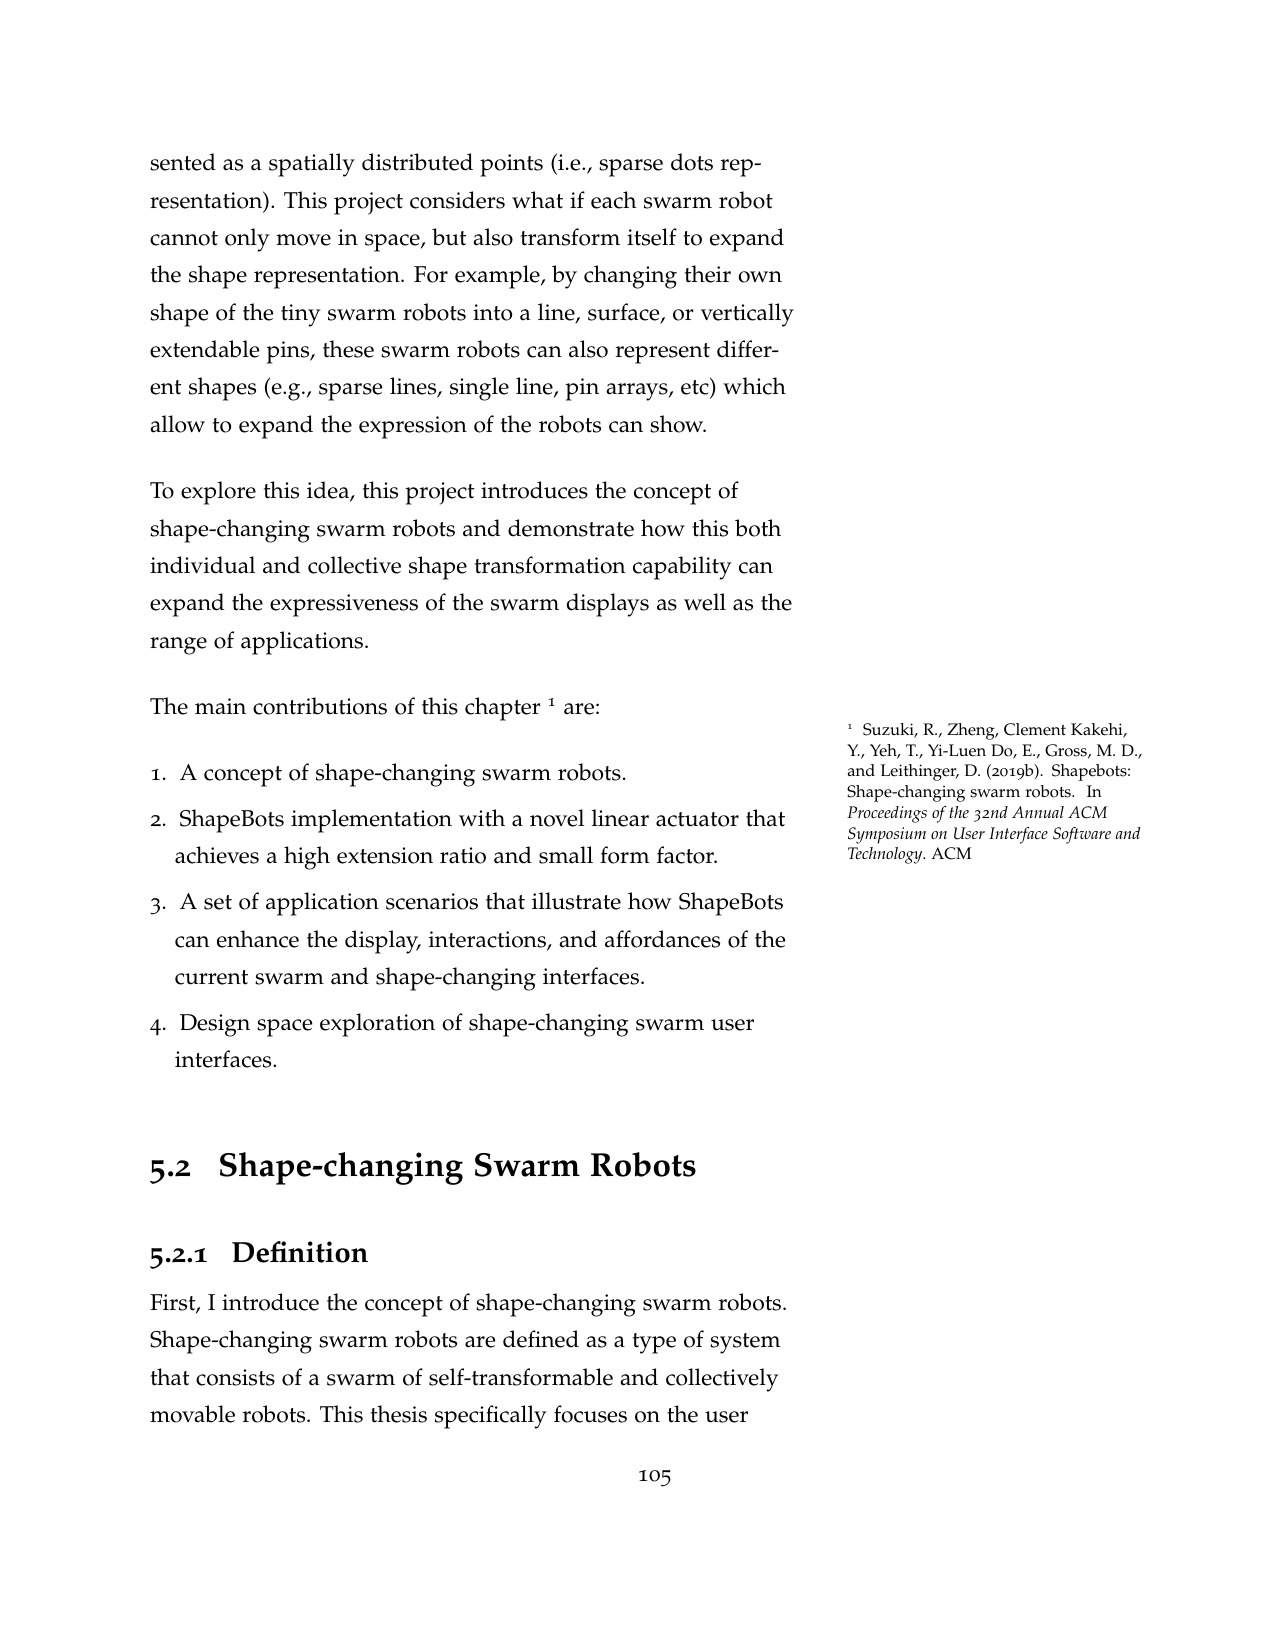 sented as a spatially distributed points (i.e., sparse dots rep-
resentation). This project considers what if each swarm robot
cannot only move in space, but also transform itself to expand
the shape representation. For example, by changing their own
shape of the tiny swarm robots into a line, surface, or vertically
extendable pins, these swarm robots can also represent differ-
ent shapes (e.g., sparse lines, single line, pin arrays, etc) which
allow to expand the expression of the robots can show.
To explore this idea, this project introduces the concept of
shape-changing swarm robots and demonstrate how this both
individual and collective shape transformation capability can
expand the expressiveness of the swarm displays as well as the
range of applications.
The main contributions of this chapter ¹ are:
1. A concept of shape-changing swarm robots.
2. ShapeBots implementation with a novel linear actuator that
achieves a high extension ratio and small form factor.
3. A set of application scenarios that illustrate how ShapeBots
can enhance the display, interactions, and affordances of the
current swarm and shape-changing interfaces.
4. Design space exploration of shape-changing swarm user
interfaces.
¹ Suzuki, R., Zheng, Clement Kakehi,
Y., Yeh, T., Yi-Luen Do, E., Gross, M. D.,
and Leithinger, D. (2019b). Shapebots:
Shape-changing swarm robots. In
Proceedings of the 32nd Annual ACM
Symposium on User Interface Software and
Technology. ACM
5.2 Shape-changing Swarm Robots
5.2.1 Definition
First, I introduce the concept of shape-changing swarm robots.
Shape-changing swarm robots are defined as a type of system
that consists of a swarm of self-transformable and collectively
movable robots. This thesis specifically focuses on the user
105